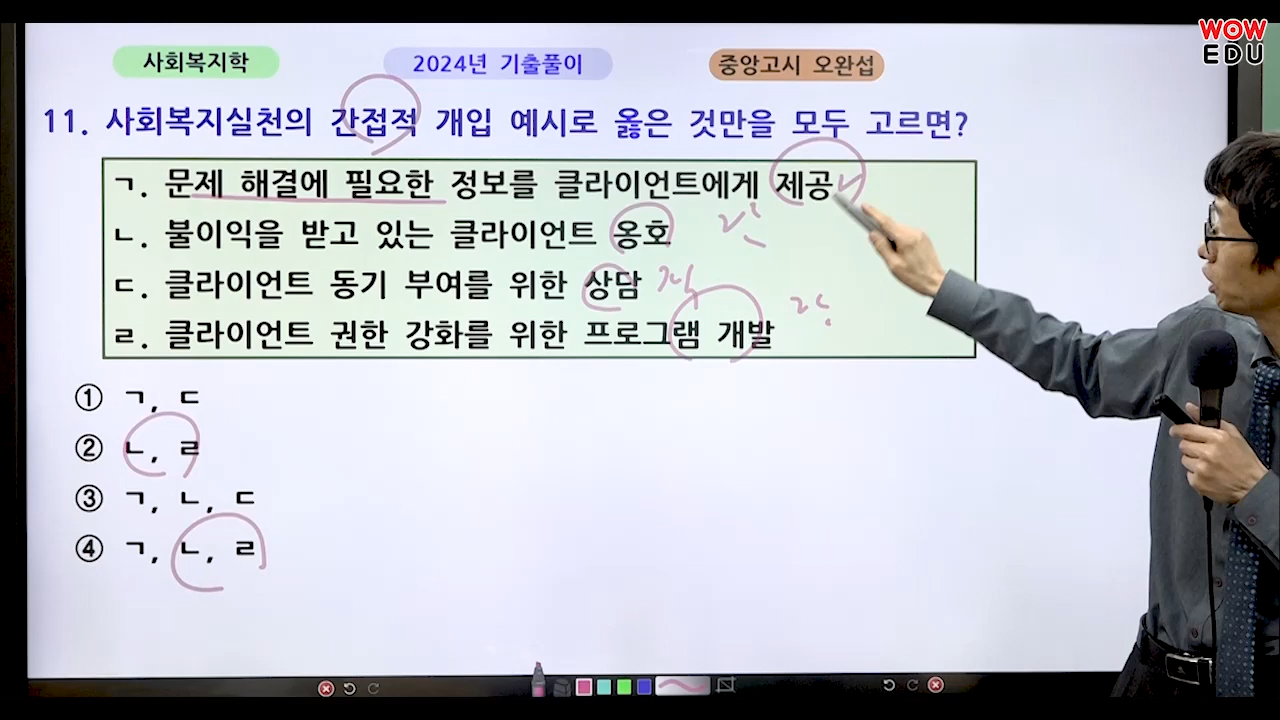 WOW
EDU
사회복지학
2024년 기출풀이
중앙고시 오완섭
11. 사회복지실천의 간접적 개입 예시로 옳은 것만을 모두 고르면?
ㄱ. 문제 해결에 필요한 정보를 클라이언트에게 제공
ㄴ. 불이익을 받고 있는 클라이언트 옹호
ㄷ. 클라이언트 동기 부여를 위한 상담
직
ㄹ. 클라이언트 권한 강화를 위한 프로그램 개발
① ㄱ, ㄷ
② ㄴ, ㄹ
③ ㄱ, ㄴ, ㄷ
④ ㄱ, ㄴ, ㄹ